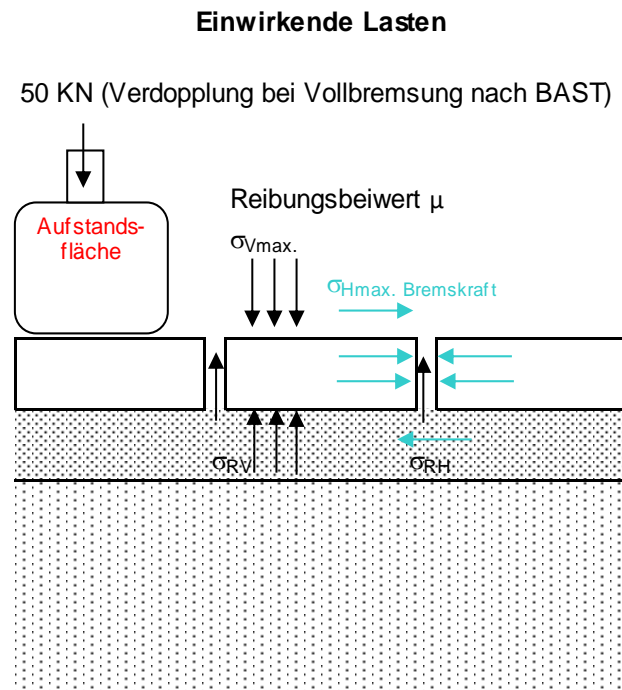 Einwirkende Lasten
50 KN (Verdopplung bei Vollbremsung nach BAST)
Reibungsbeiwert μ
Aufstands-
fläche
σVmax.
σHmax. Bremskraft
σRV
σRH